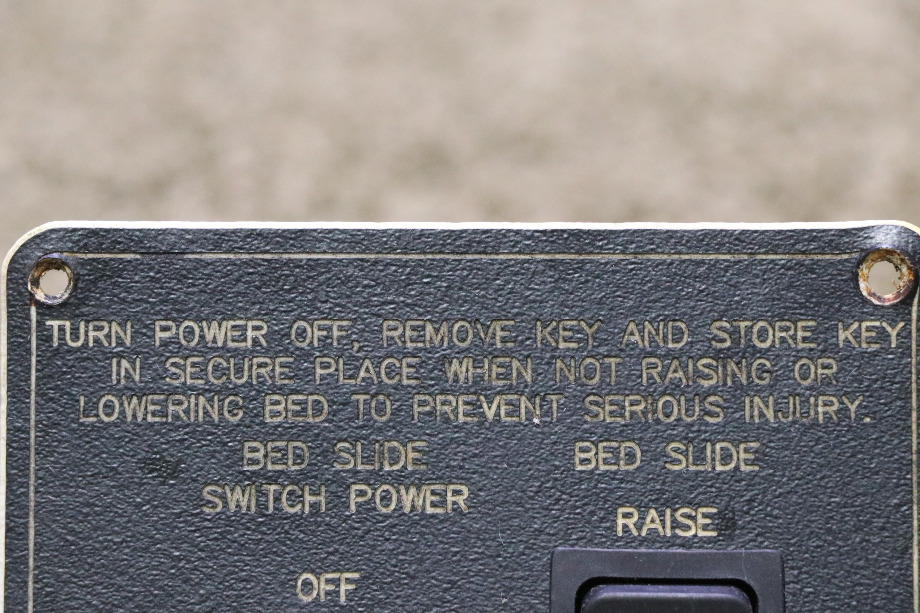 TURN POWER OFF, REMOVE KEY AND STORE KEY
IN SECURE PLACE WHEN NOT RAISING OR
LOWERING BED TO PREVENT SERIOUS INJURY.
BED SLIDE
SWITCH POWER
OFF
BED SLIDE
RAISE